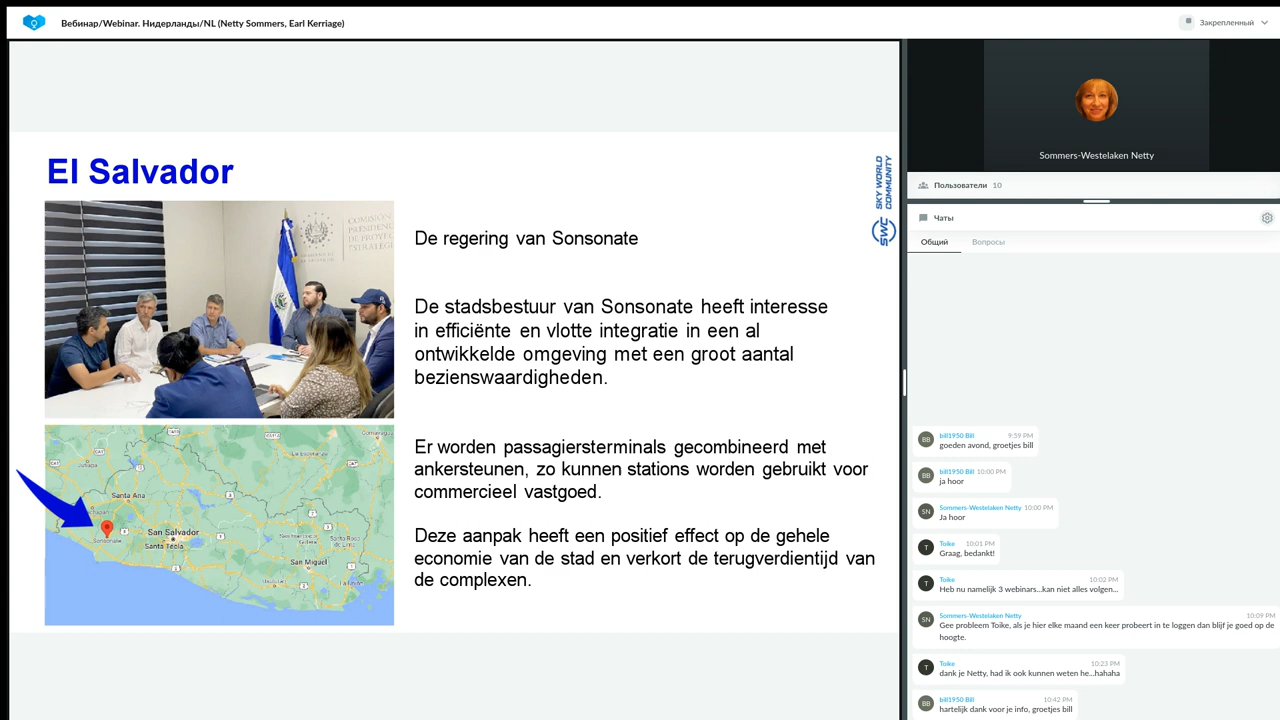 Вебинар/Webinar. Нидерланды/NL (Netty Sommers, Earl Kerriage)
Закрепленный
El Salvador
SKY WORLD
COMMUNITY
SWC
De regering van Sonsonate
De stadsbestuur van Sonsonate heeft interesse
in efficiënte en vlotte integratie in een al
ontwikkelde omgeving met een groot aantal
bezienswaardigheden.
Er worden passagiersterminals gecombineerd met
ankersteunen, zo kunnen stations worden gebruikt voor
commercieel vastgoed.
Deze aanpak heeft een positief effect op de gehele
economie van de stad en verkort de terugverdientijd van
de complexen.
Jutiapa
Santa Ana
Sonsonate
San Salvador
Santa Tecla
San Miguel
Sommers-Westelaken Netty
Пользователи 10
Чаты
Общий Вопросы
BB bill1950 Bill 9:59 PM
goeden avond, groetjes bill
BB bill1950 Bill 10:00 PM
ja hoor
SN Sommers-Westelaken Netty 10:00 PM
Ja hoor
T Toike 10:01 PM
Graag, bedankt!
T Toike 10:02 PM
Heb nu namelijk 3 webinars...kan niet alles volgen...
SN Sommers-Westelaken Netty 10:09 PM
Gee probleem Toike, als je hier elke maand een keer probeert in te loggen dan blijf je goed op de
hoogte.
T Toike 10:23 PM
dank je Netty, had ik ook kunnen weten he...hahaha
BB bill1950 Bill 10:42 PM
hartelijk dank voor je info, groetjes bill